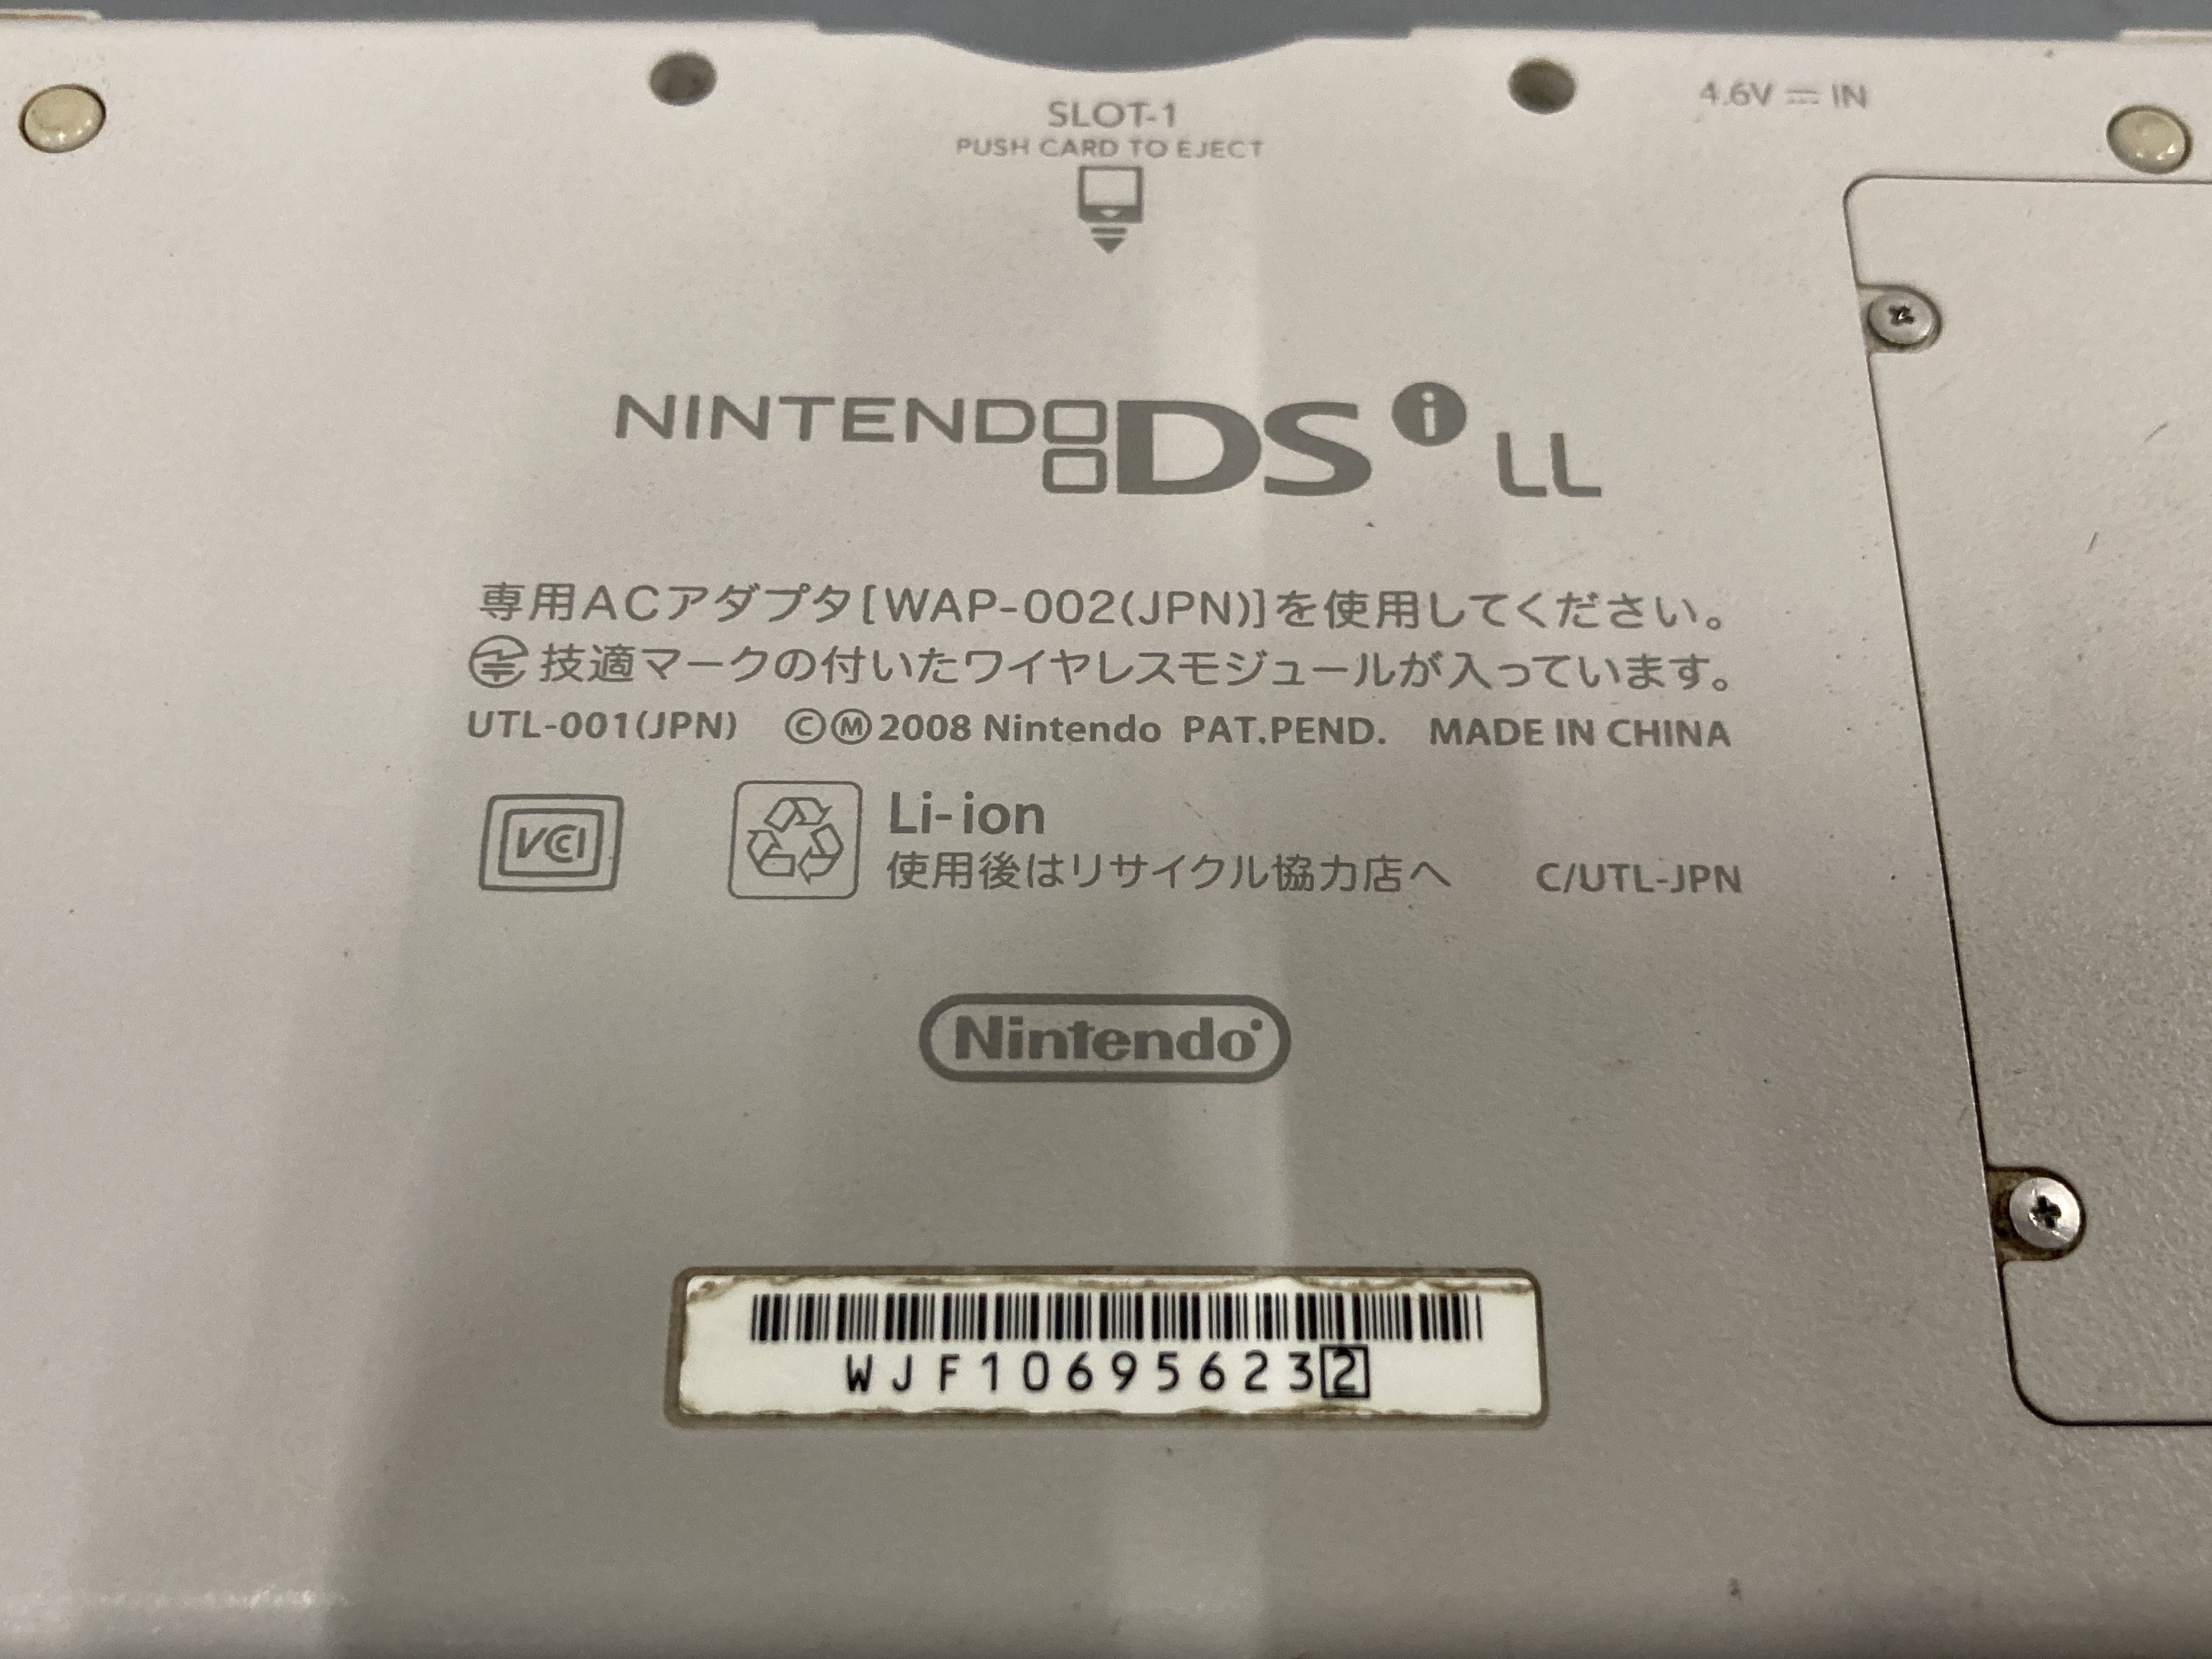 SLOT-1
PUSH CARD TO EJECT
4.6V ⎓ IN
NINTENDO DSi LL
専用ACアダプタ[WAP-002(JPN)]を使用してください。
技適マークの付いたワイヤレスモジュールが入っています。
UTL-001(JPN) ©Ⓜ2008 Nintendo PAT.PEND. MADE IN CHINA
VCI
Li-ion
使用後はリサイクル協力店へ C/UTL-JPN
Nintendo
WJF106956232